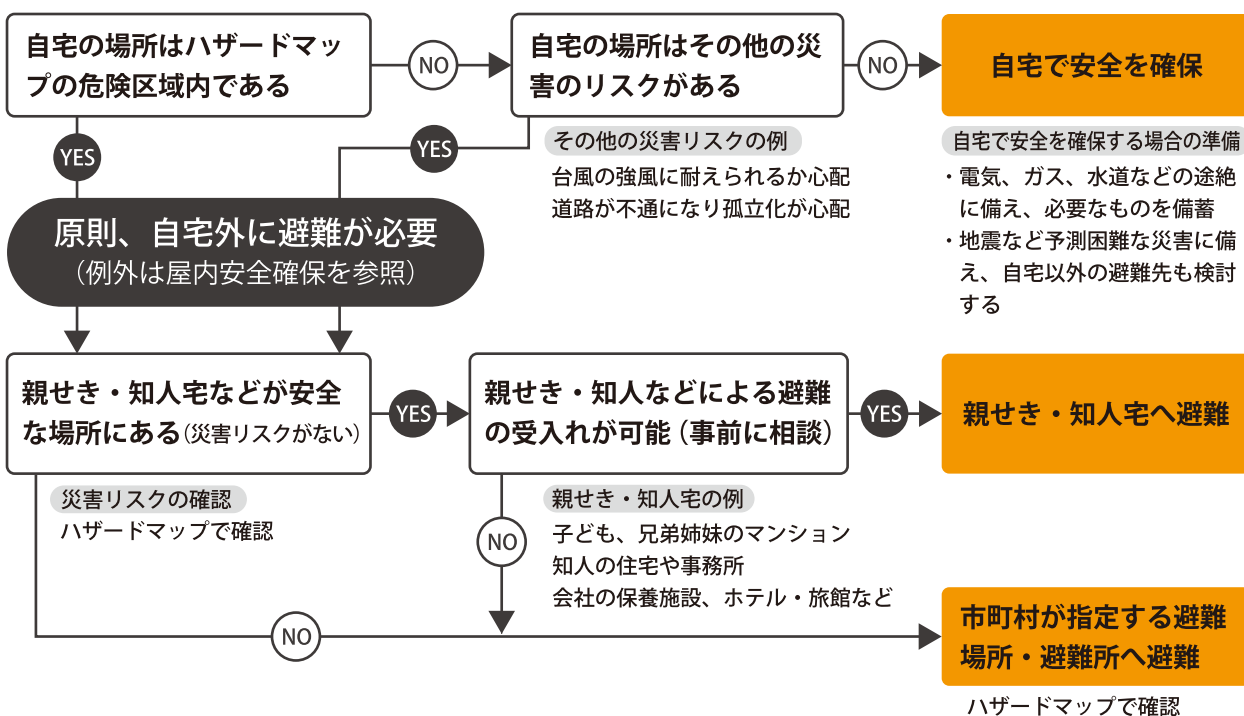 自宅の場所はハザードマッ
プの危険区域内である
NO
自宅の場所はその他の災
害のリスクがある
NO
自宅で安全を確保
YES
YES
その他の災害リスクの例
台風の強風に耐えられるか心配
道路が不通になり孤立化が心配
自宅で安全を確保する場合の準備
・電気、ガス、水道などの途絶
に備え、必要なものを備蓄
・地震など予測困難な災害に備
え、自宅以外の避難先も検討
する
原則、自宅外に避難が必要
（例外は屋内安全確保を参照）
親せき・知人宅などが安全
な場所にある（災害リスクがない）
YES
親せき・知人などによる避難
の受入れが可能（事前に相談）
YES
親せき・知人宅へ避難
災害リスクの確認
ハザードマップで確認
NO
親せき・知人宅の例
子ども、兄弟姉妹のマンション
知人の住宅や事務所
会社の保養施設、ホテル・旅館など
NO
市町村が指定する避難
場所・避難所へ避難
ハザードマップで確認